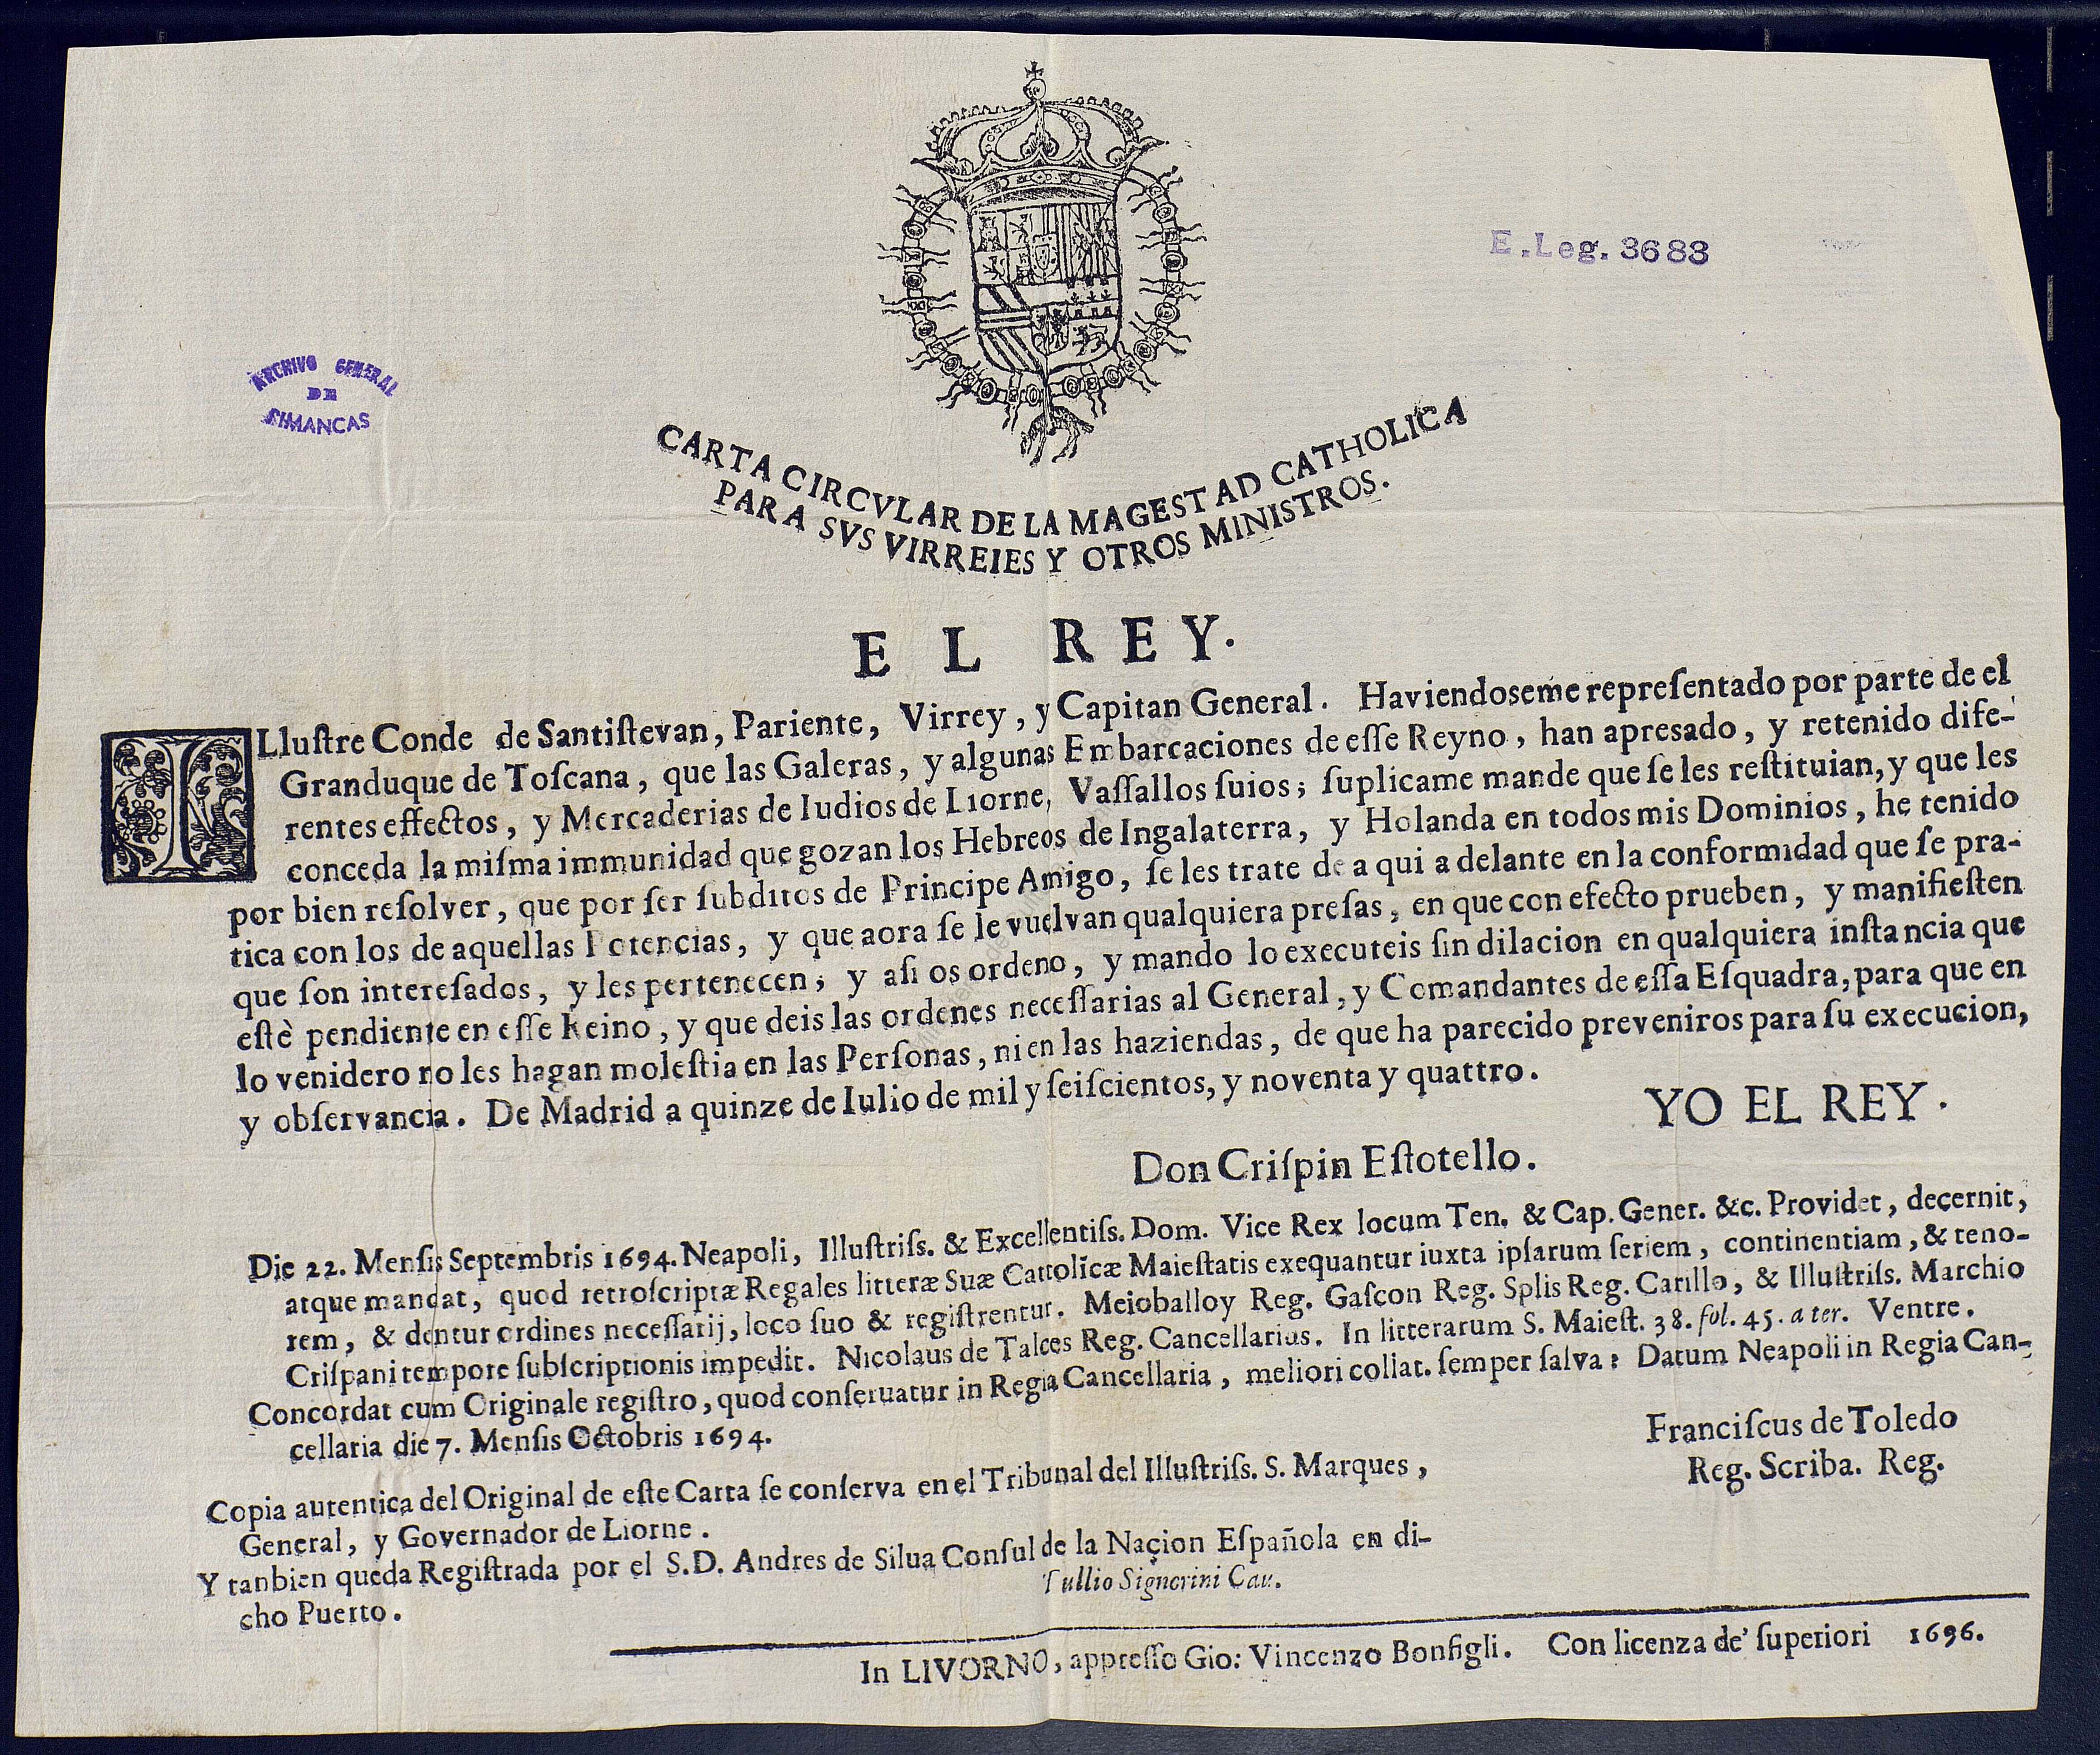 E.Leg. 3683
ARCHIVO GENERAL
DE
SIMANCAS
CARTA CIRCVLAR DE LA MAGESTAD CATHOLICA
PARA SVS VIRREIES Y OTROS MINISTROS.
EL REY.
ILluſtre Conde de Santiſtevan, Pariente, Virrey, y Capitan General. Haviendoseme repreſentado por parte de el
Granduque de Toſcana, que las Galeras, y algunas Embarcaciones de eſſe Reyno, han apresado, y retenido dife-
rentes effectos, y Mercaderias de Iudios de Liorne, Vaſſallos ſuios; ſuplicame mande que ſe les reſtituian, y que les
conceda la miſma immunidad que gozan los Hebreos de Ingalaterra, y Holanda en todos mis Dominios, he tenido
por bien reſolver, que por ſer ſubditos de Principe Amigo, ſe les trate de a qui a delante en la conformidad que ſe pra-
tica con los de aquellas Potencias, y que aora ſe le vuelvan qualquiera preſas, en que con efecto prueben, y manifieſten
que ſon intereſados, y les pertenecen; y aſi os ordeno, y mando lo executeis ſin dilacion en qualquiera inſtancia que
eſtè pendiente en eſſe Reino, y que deis las ordenes neceſſarias al General, y Comandantes de eſſa Eſquadra, para que en
lo venidero no les hagan moleſtia en las Perſonas, ni en las haziendas, de que ha parecido preveniros para ſu execucion,
y obſervancia. De Madrid a quinze de Iulio de mil y ſeiſcientos, y noventa y quattro.
YO EL REY.
Don Criſpin Eſtotello.
Die 22. Menſis Septembris 1694. Neapoli, Illuſtriſs. & Excellentiſs. Dom. Vice Rex locum Ten. & Cap. Gener. &c. Providet, decernit,
atque mandat, quod retroſcriptæ Regales litteræ Suæ Cattolicæ Maieſtatis exequantur iuxta ipſarum ſeriem, continentiam, & teno-
rem, & dentur ordines neceſſarij, loco ſuo & regiſtrentur. Meioballoy Reg. Gaſcon Reg. Splis Reg. Carillo, & Illuſtriſs. Marchio
Criſpani tempore ſubſcriptionis impedit. Nicolaus de Talces Reg. Cancellarius. In litterarum S. Maieſt. 38. fol. 45. a ter. Ventre.
Concordat cum Originale regiſtro, quod conſeruatur in Regia Cancellaria, meliori collat. ſemper ſalva: Datum Neapoli in Regia Can-
cellaria die 7. Menſis Octobris 1694.
Franciſcus de Toledo
Reg. Scriba. Reg.
Copia autentica del Original de eſte Carta ſe conſerva en el Tribunal del Illuſtriſs. S. Marques,
General, y Governador de Liorne.
Y tanbien queda Regiſtrada por el S.D. Andres de Silua Conſul de la Naçion Eſpañola en di-
cho Puerto.
Tullio Signorini Cau.
In LIVORNO, appreſſo Gio: Vincenzo Bonfigli. Con licenza de' ſuperiori 1696.